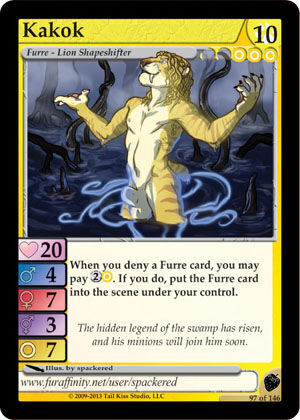 Kakok
10
Furre - Lion Shapeshifter
20
4
7
3
7
When you deny a Furre card, you may
pay ②. If you do, put the Furre card
into the scene under your control.
The hidden legend of the swamp has risen,
and his minions will join him soon.
Illus. by spackered
www.furaffinity.net/user/spackered
© 2009-2013 Tail Kiss Studio, LLC
97 of 146